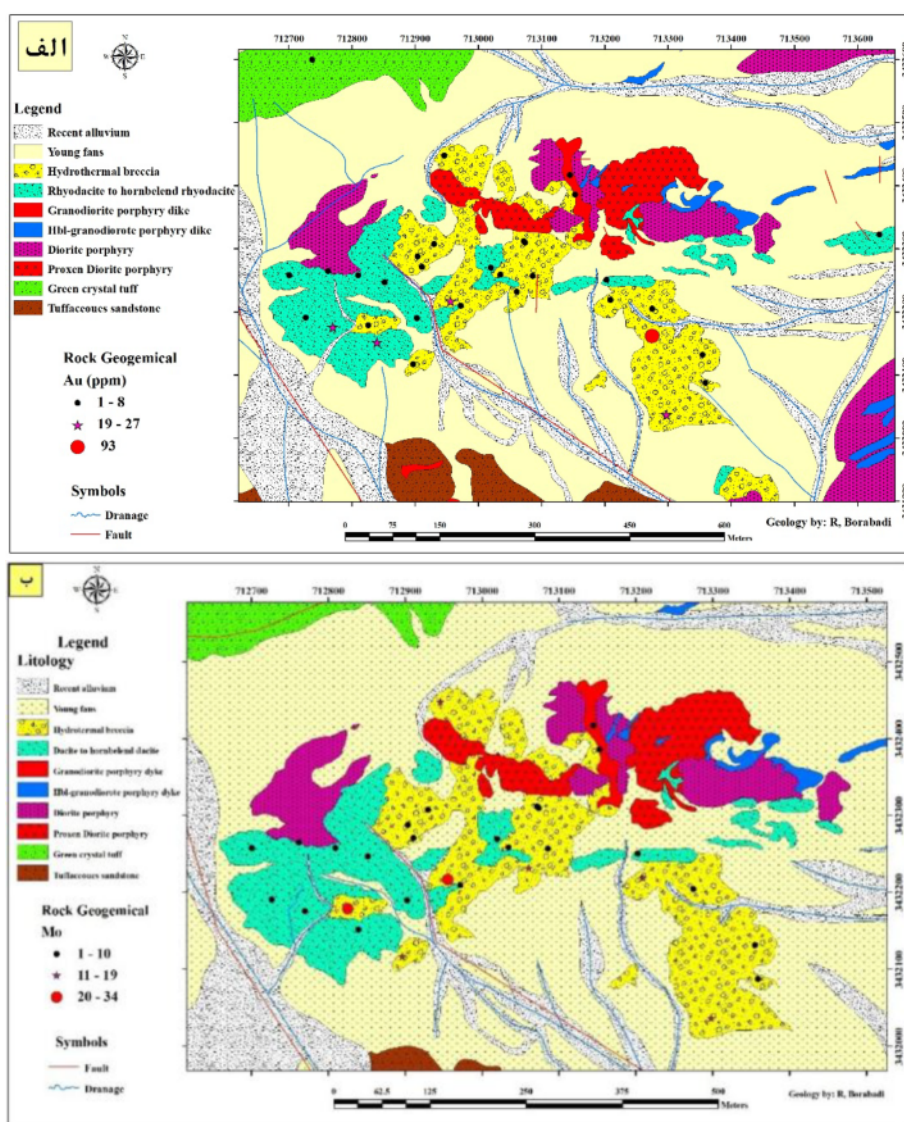 الف
N
W E
S
712700 712800 712900 713000 713100 713200 713300 713400 713500 713600
Legend
Recent alluvium
Young fans
Hydrothermal breccia
Rhyodacite to hornbelend rhyodacite
Granodiorite porphyry dike
Hbl-granodiorote porphyry dike
Diorite porphyry
Proxen Diorite porphyry
Green crystal tuff
Tuffaceoues sandstone
Rock Geogemical
Au (ppm)
1 - 8
19 - 27
93
Symbols
Dranage
Fault
0 75 150 300 450 600
Meters
Geology by: R, Borabadi
ب
N
W E
S
712700 712800 712900 713000 713100 713200 713300 713400 713500
3432500
3432400
3432300
3432200
3432100
3432000
Legend
Litology
Recent alluvium
Young fans
Hydrotermal breccia
Dacite to hornbelend dacite
Granodiorite porphyry dyke
Hbl-granodiorite porphyry dyke
Diorite porphyry
Proxen Diorite porphyry
Green crystal tuff
Tuffaceoues sandstone
Rock Geogemical
Mo
1 - 10
11 - 19
20 - 34
Symbols
Fault
Dranage
0 62.5 125 250 375 500
Meters
Geology by: R, Borabadi